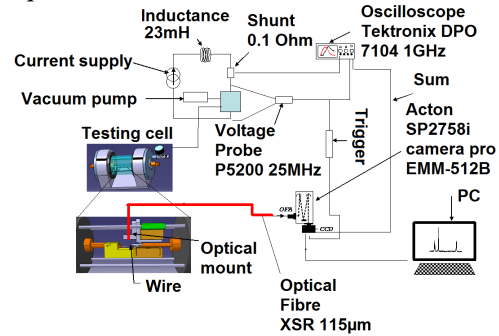 Inductance
23mH
Shunt
0.1 Ohm
Oscilloscope
Tektronix DPO
7104 1GHz
Current supply
Vacuum pump
Testing cell
Voltage
Probe
P5200 25MHz
Trigger
Sum
Acton
SP2758i
camera pro
EMM-512B
PC
OFA
CCD
Optical
mount
Wire
Optical
Fibre
XSR 115µm